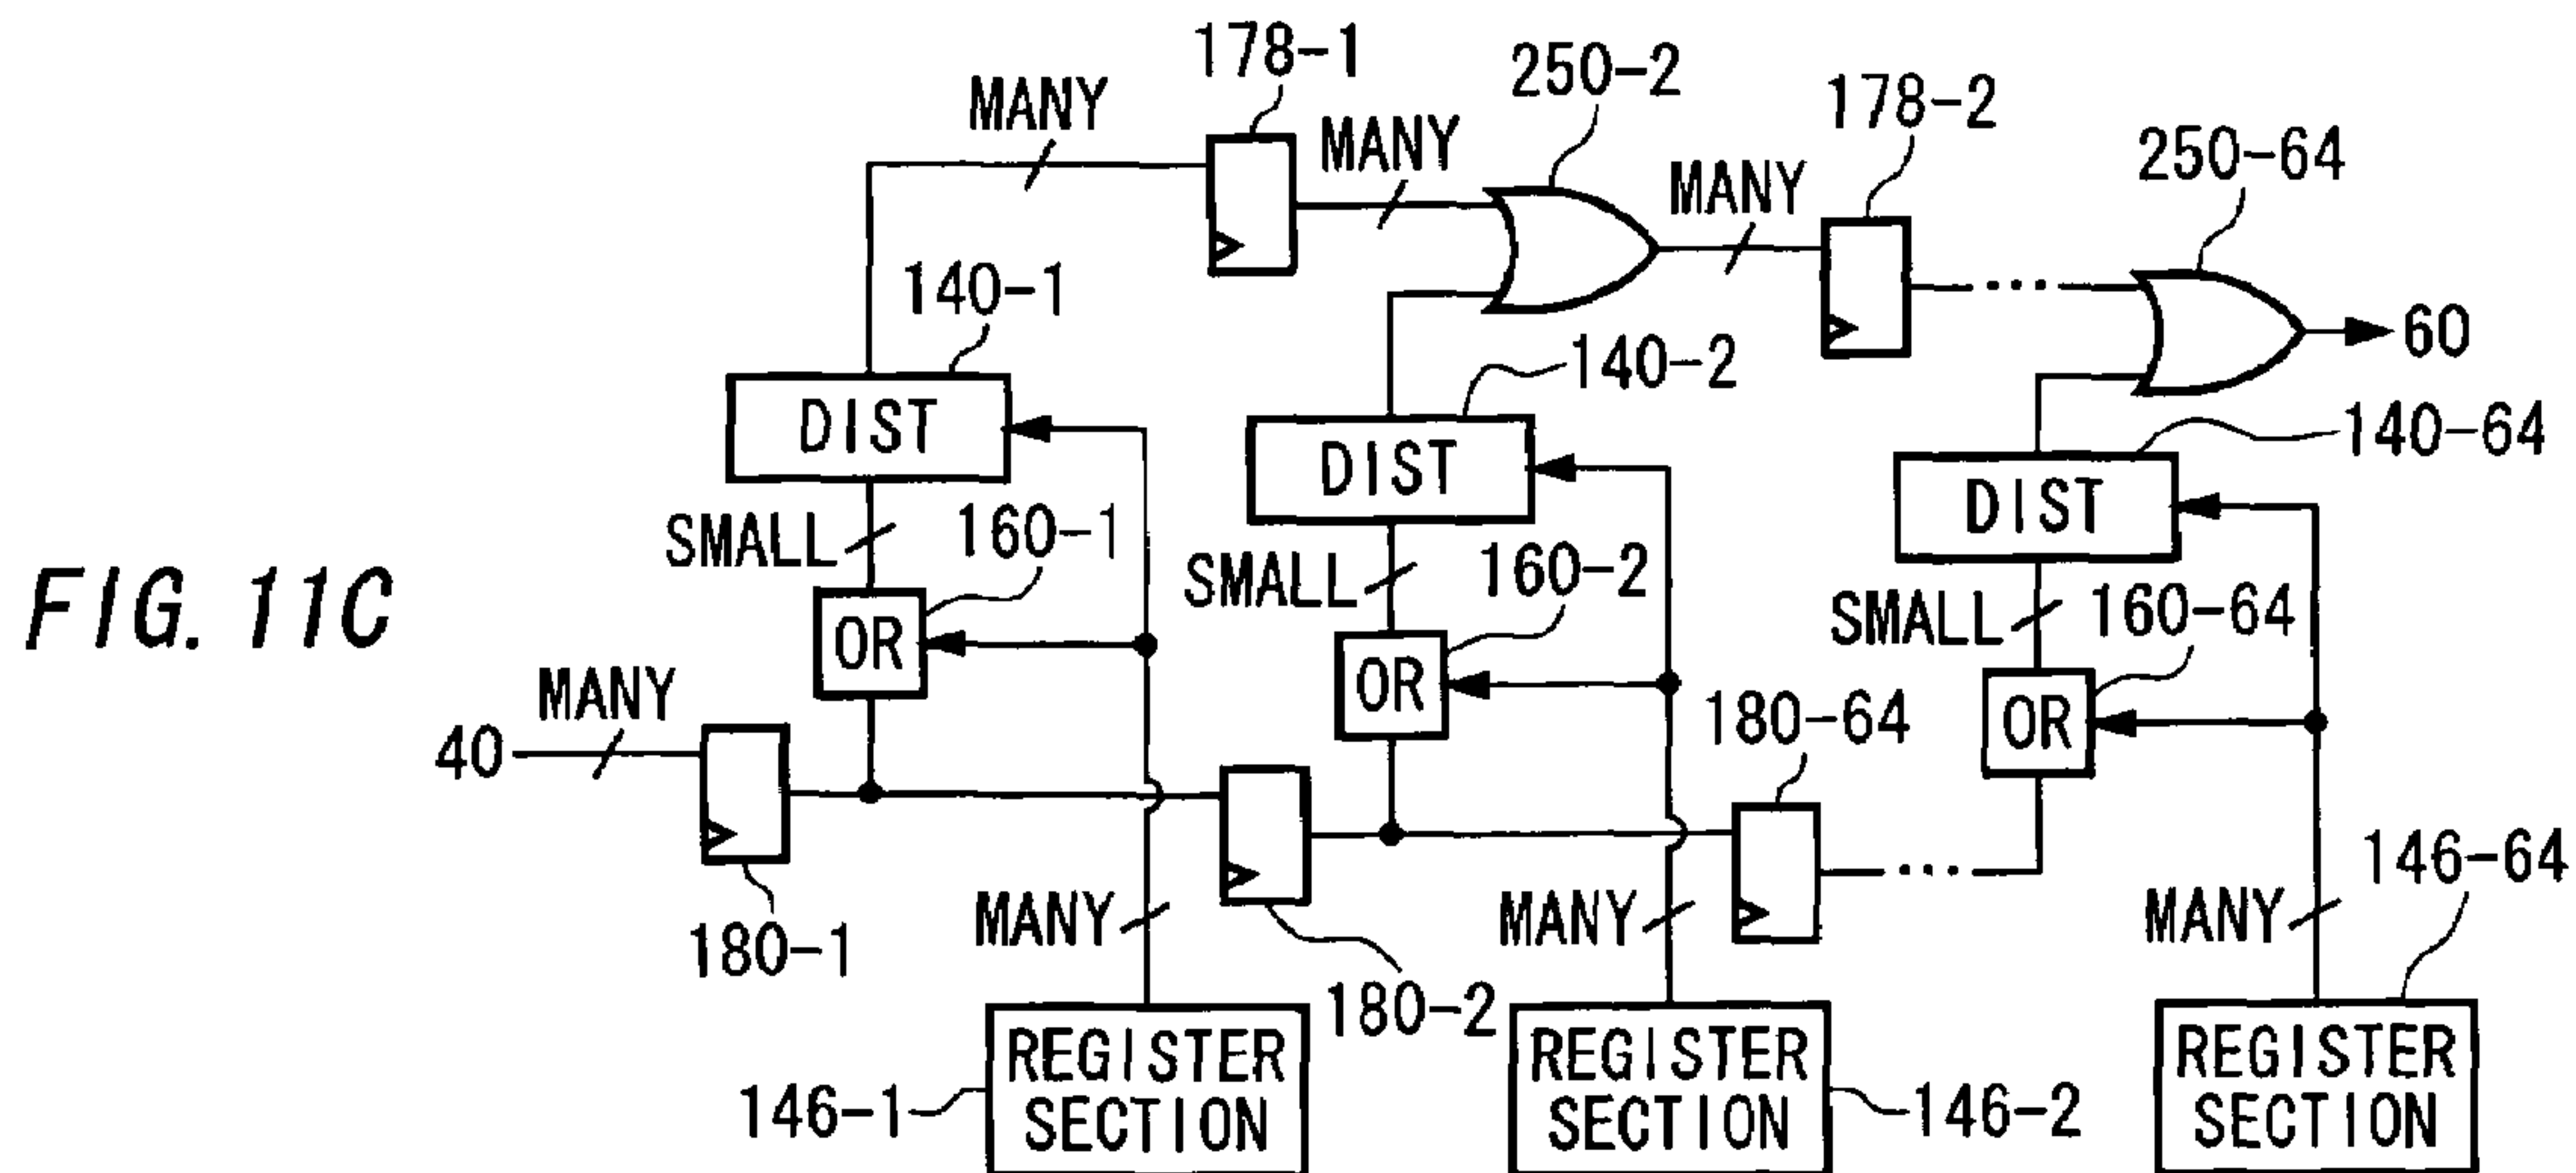 178-1
250-2
MANY
MANY
178-2
250-64
MANY
140-1
60
140-2
DIST
140-64
DIST
DIST
SMALL
160-1
SMALL
160-2
SMALL
160-64
FIG. 11C
OR
OR
OR
MANY
180-64
40
146-64
MANY
MANY
MANY
180-1
180-2
REGISTER
SECTION
REGISTER
SECTION
REGISTER
SECTION
146-1
146-2